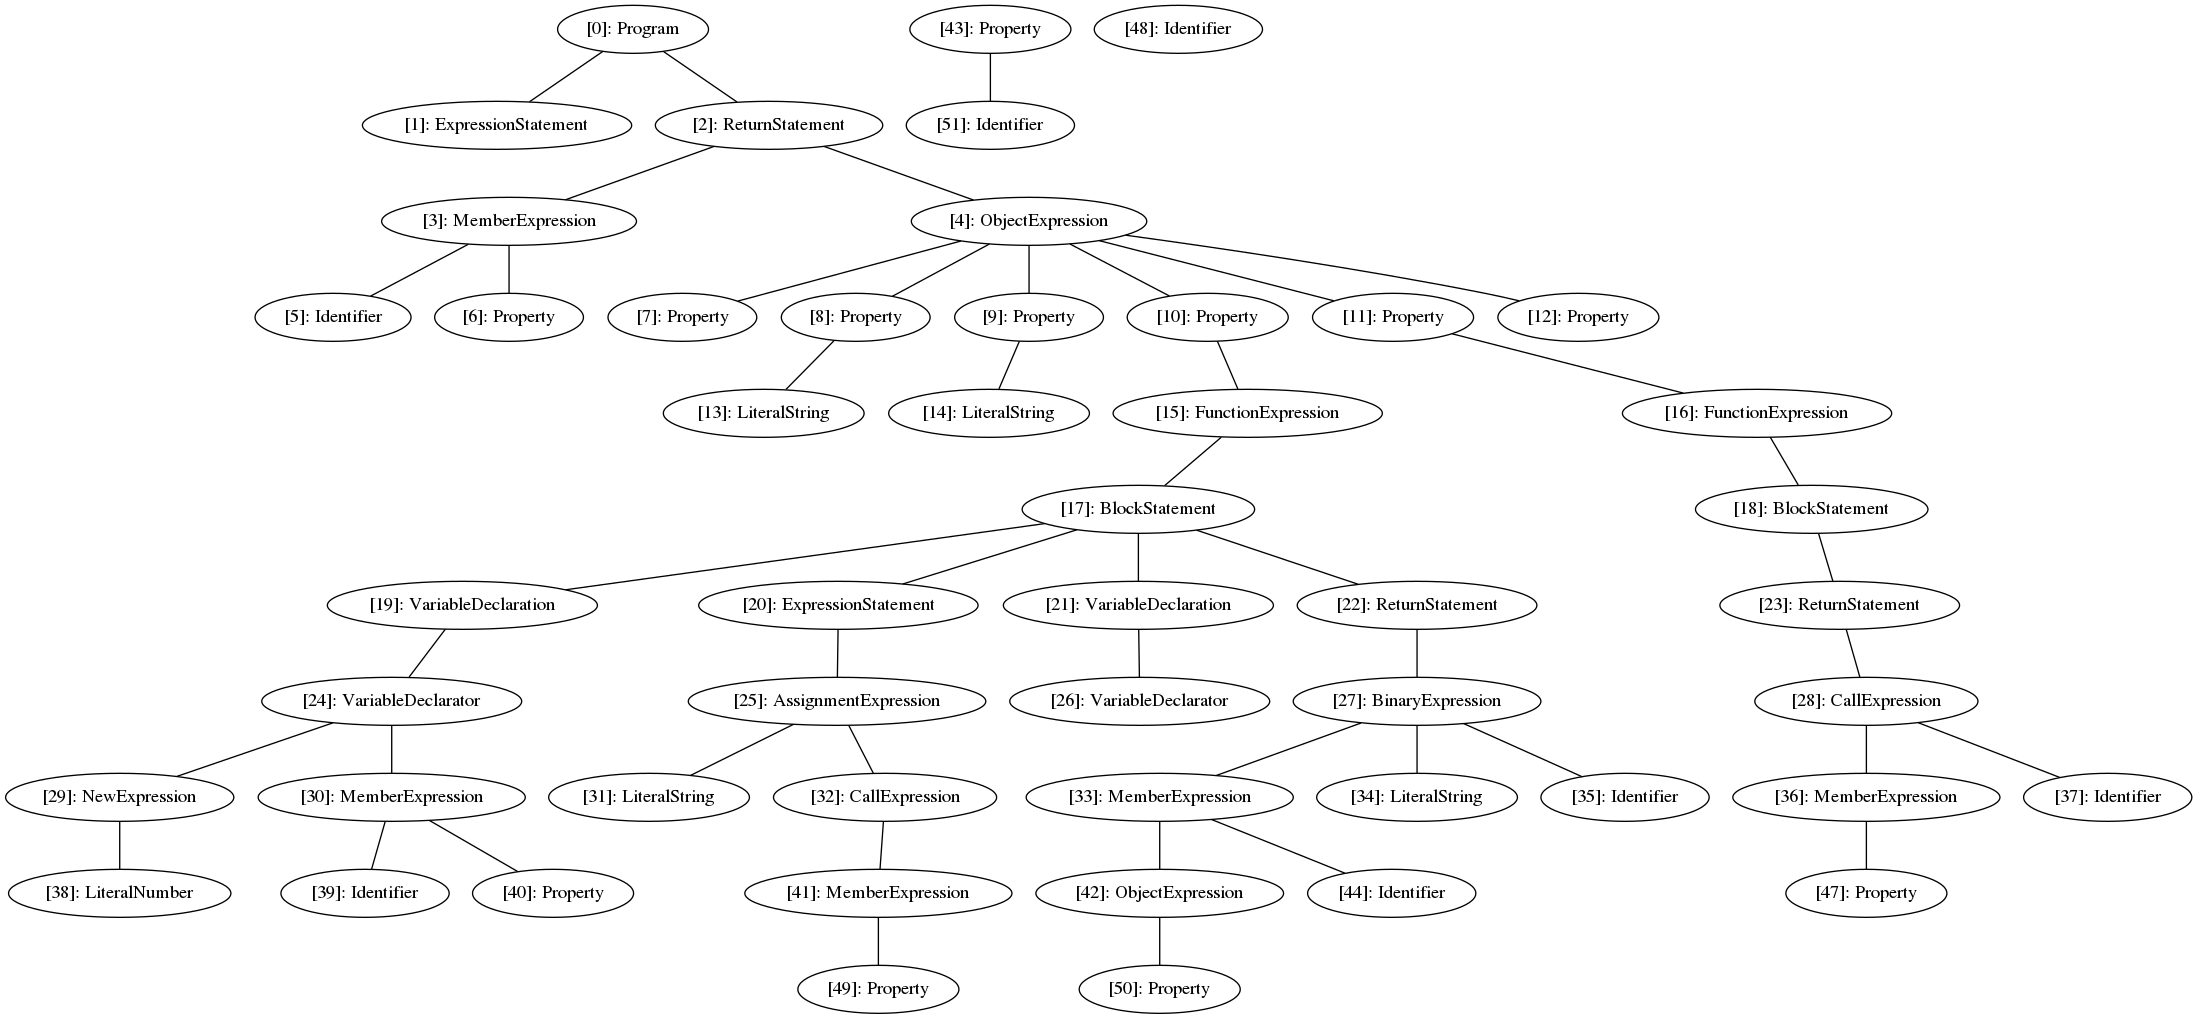 [0]: Program
[43]: Property
[48]: Identifier
[1]: ExpressionStatement
[2]: ReturnStatement
[51]: Identifier
[3]: MemberExpression
[4]: ObjectExpression
[5]: Identifier
[6]: Property
[7]: Property
[8]: Property
[9]: Property
[10]: Property
[11]: Property
[12]: Property
[13]: LiteralString
[14]: LiteralString
[15]: FunctionExpression
[16]: FunctionExpression
[17]: BlockStatement
[18]: BlockStatement
[19]: VariableDeclaration
[20]: ExpressionStatement
[21]: VariableDeclaration
[22]: ReturnStatement
[23]: ReturnStatement
[24]: VariableDeclarator
[25]: AssignmentExpression
[26]: VariableDeclarator
[27]: BinaryExpression
[28]: CallExpression
[29]: NewExpression
[30]: MemberExpression
[31]: LiteralString
[32]: CallExpression
[33]: MemberExpression
[34]: LiteralString
[35]: Identifier
[36]: MemberExpression
[37]: Identifier
[38]: LiteralNumber
[39]: Identifier
[40]: Property
[41]: MemberExpression
[42]: ObjectExpression
[44]: Identifier
[47]: Property
[49]: Property
[50]: Property